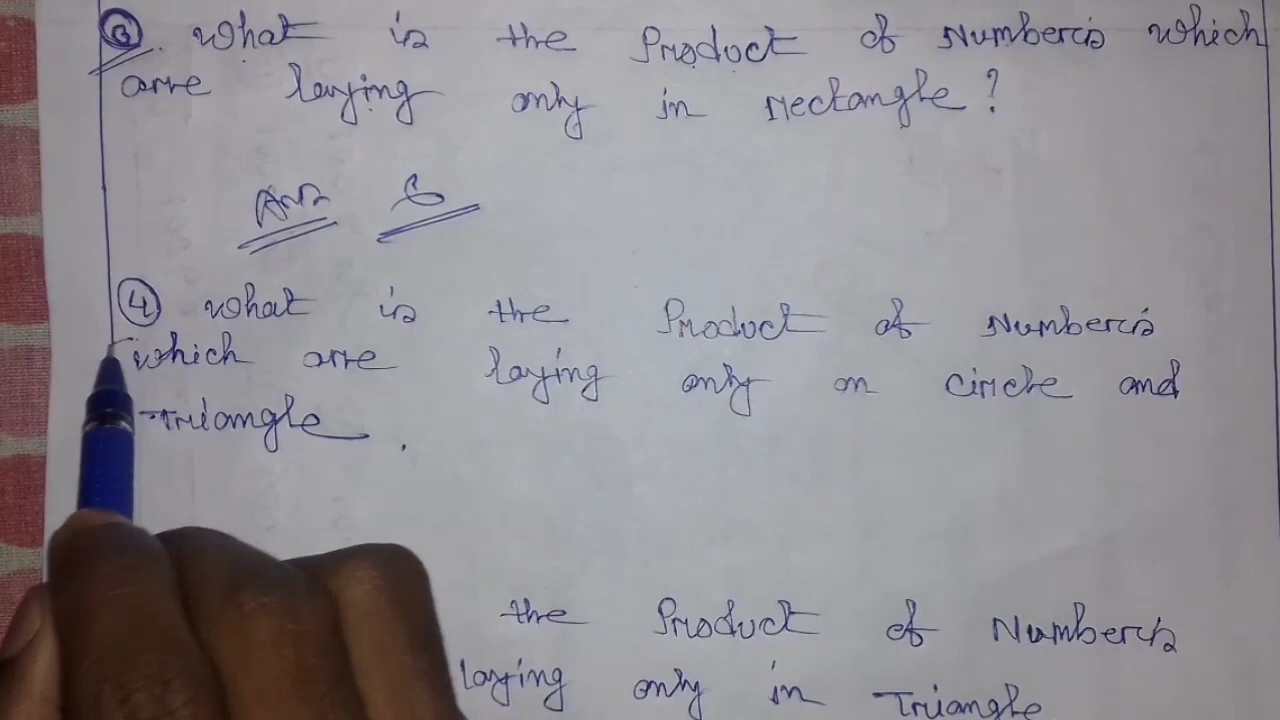 ③. What is the Product of Numbers which
are laying only in rectangle?
Ans 6
④ What is the Product of Numbers
which are laying only on circle and
Triangle.
the Product of Numbers
laying only in Triangle